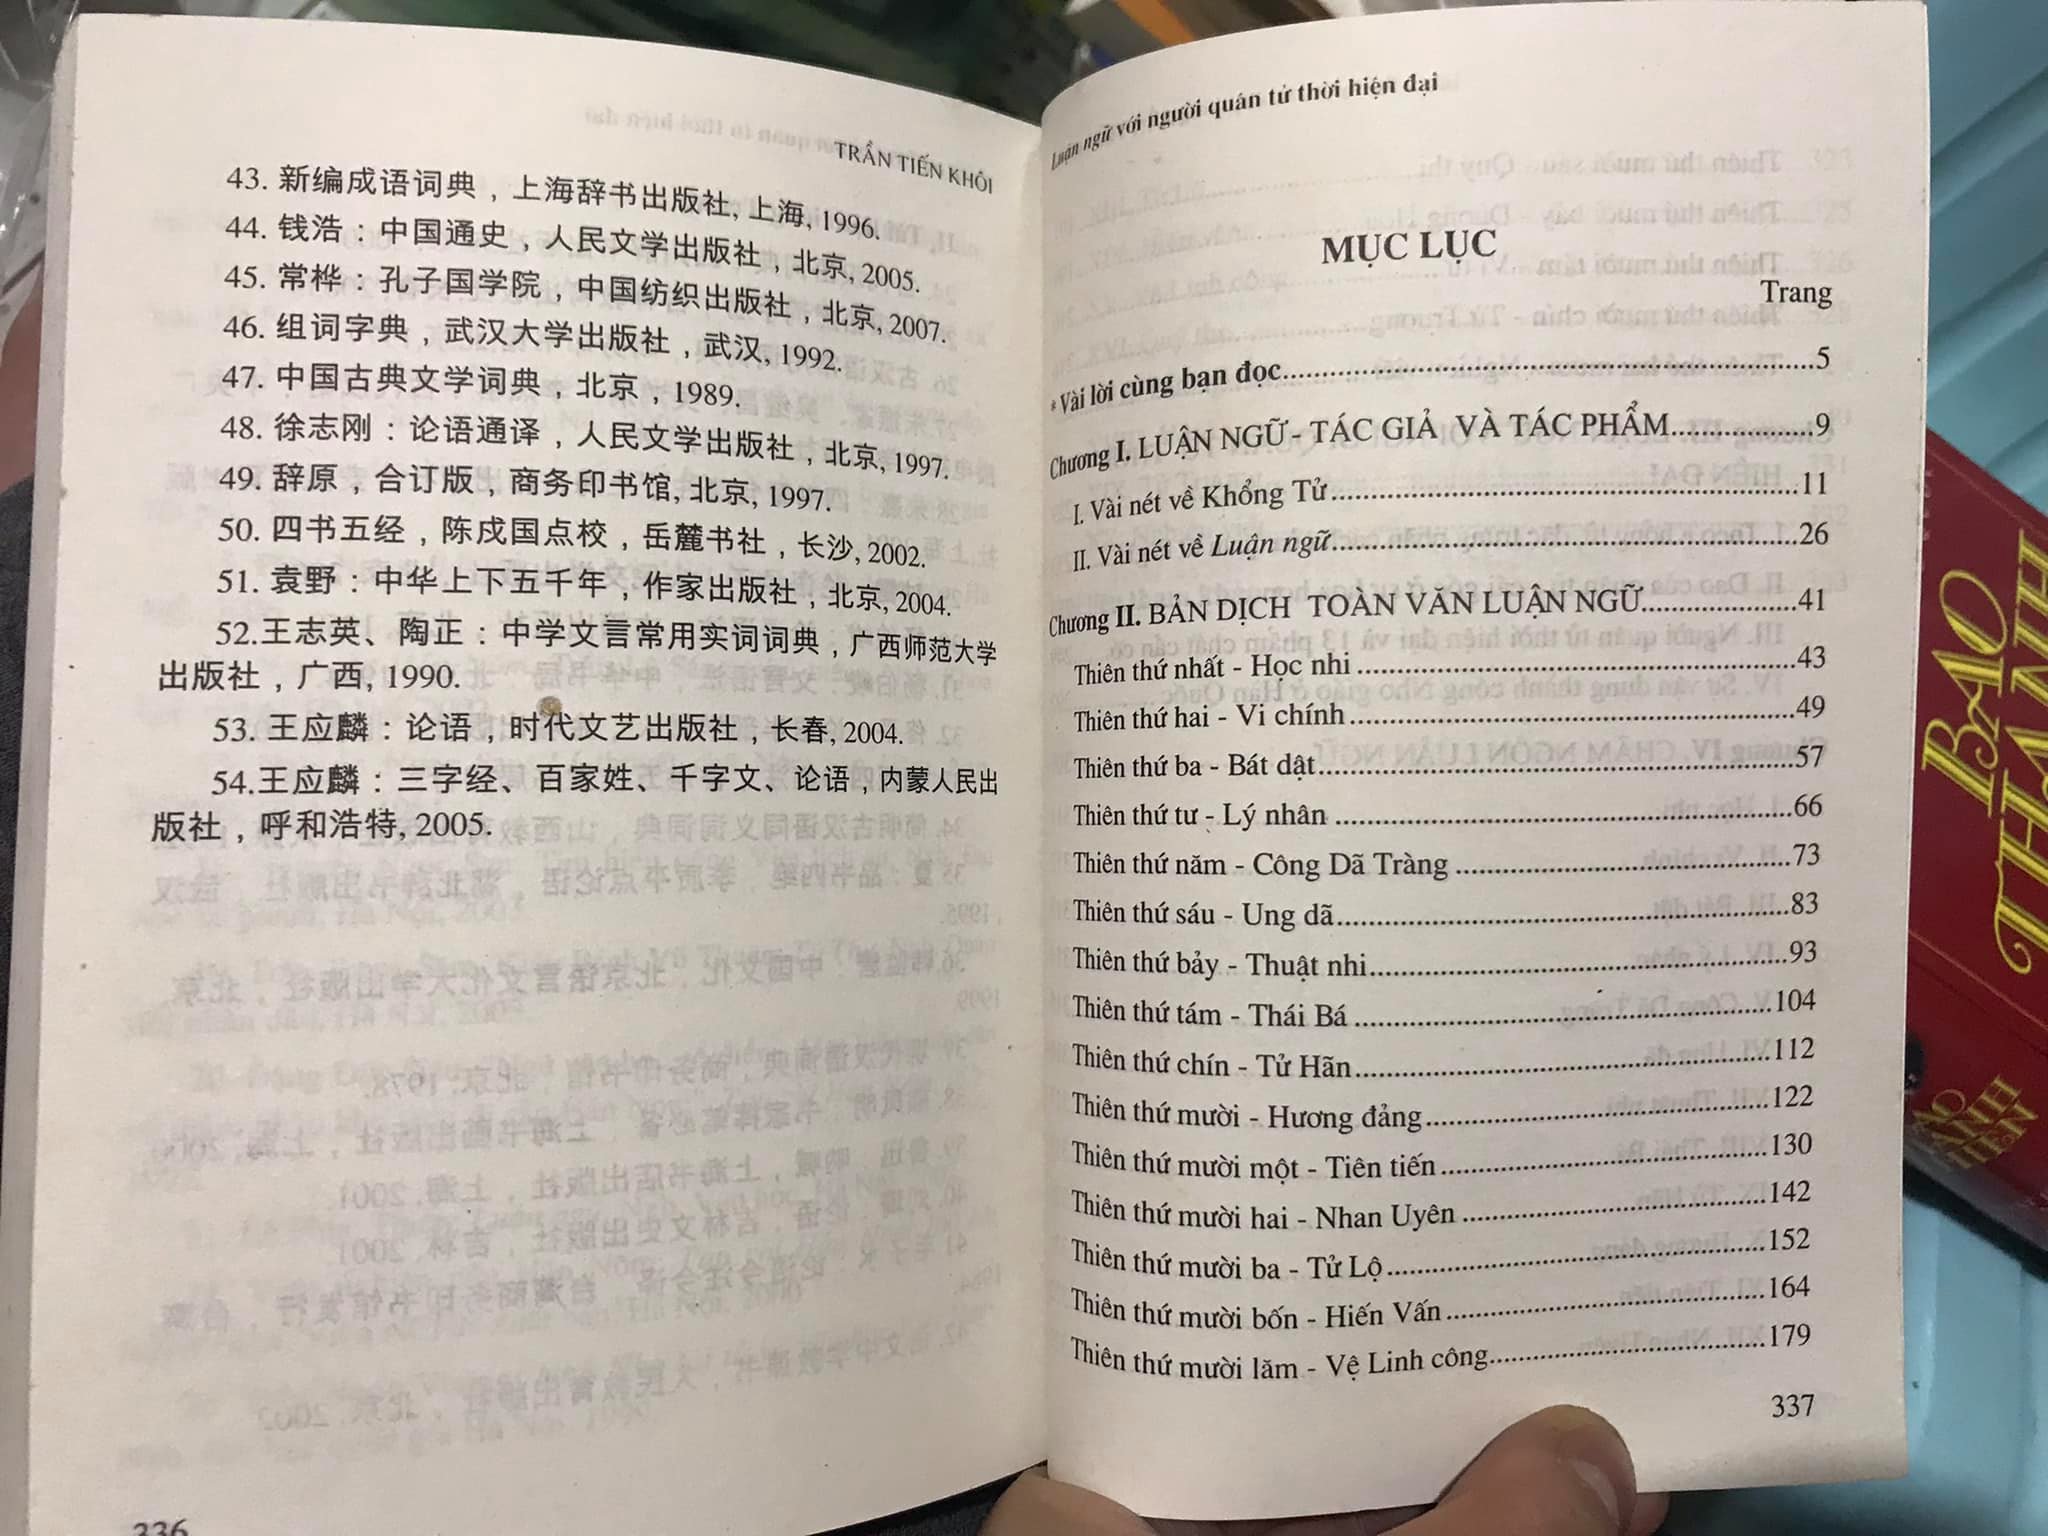 TRẦN TIẾN KHÔI
43. 新编成语词典，上海辞书出版社, 上海, 1996.
44. 钱浩：中国通史，人民文学出版社，北京, 2005.
45. 常桦：孔子国学院，中国纺织出版社，北京, 2007.
46. 组词字典，武汉大学出版社，武汉, 1992.
47. 中国古典文学词典，北京，1989.
48. 徐志刚：论语通译，人民文学出版社，北京, 1997.
49. 辞原，合订版，商务印书馆, 北京, 1997.
50. 四书五经，陈戍国点校，岳麓书社，长沙, 2002.
51. 袁野：中华上下五千年，作家出版社，北京, 2004.
52.王志英、陶正：中学文言常用实词词典，广西师范大学
出版社，广西, 1990.
53. 王应麟：论语，时代文艺出版社，长春, 2004.
54.王应麟：三字经、百家姓、千字文、论语，内蒙人民出
版社，呼和浩特, 2005.
336
Luận ngữ với người quán tử thời hiện đại
MỤC LỤC
Trang
* Vài lời cùng bạn đọc..........5
Chương I. LUẬN NGỮ - TÁC GIẢ VÀ TÁC PHẨM..........9
I. Vài nét về Khổng Tử..........11
II. Vài nét về Luận ngữ..........26
Chương II. BẢN DỊCH TOÀN VĂN LUẬN NGỮ..........41
Thiên thứ nhất - Học nhi..........43
Thiên thứ hai - Vi chính..........49
Thiên thứ ba - Bát dật..........57
Thiên thứ tư - Lý nhân..........66
Thiên thứ năm - Công Dã Tràng..........73
Thiên thứ sáu - Ung dã..........83
Thiên thứ bảy - Thuật nhi..........93
Thiên thứ tám - Thái Bá..........104
Thiên thứ chín - Tử Hãn..........112
Thiên thứ mười - Hương đảng..........122
Thiên thứ mười một - Tiên tiến..........130
Thiên thứ mười hai - Nhan Uyên..........142
Thiên thứ mười ba - Tử Lộ..........152
Thiên thứ mười bốn - Hiến Vấn..........164
Thiên thứ mười lăm - Vệ Linh công..........179
337
BAO
THANH